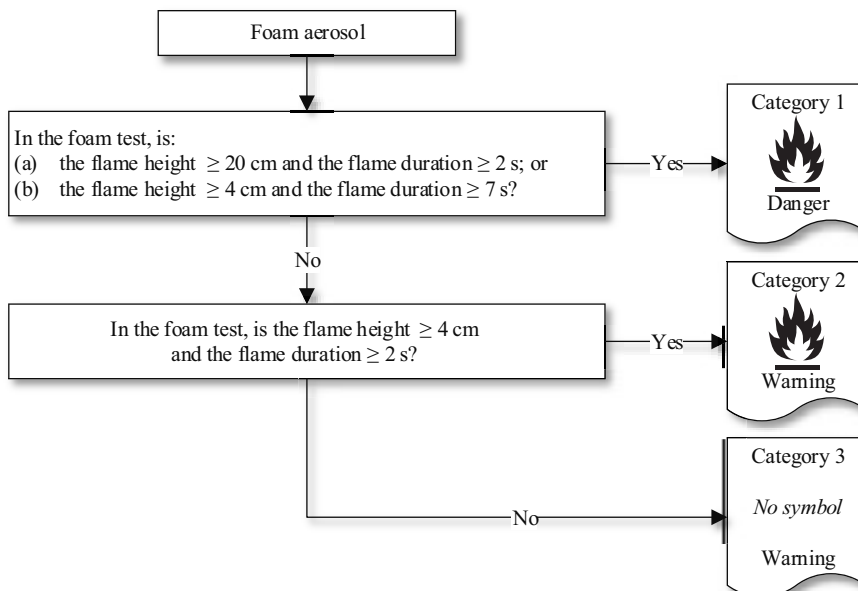 Foam aerosol
In the foam test, is:
(a) the flame height ≥ 20 cm and the flame duration ≥ 2 s; or
(b) the flame height ≥ 4 cm and the flame duration ≥ 7 s?
Yes
Category 1
Danger
No
In the foam test, is the flame height ≥ 4 cm
and the flame duration ≥ 2 s?
Yes
Category 2
Warning
No
Category 3
No symbol
Warning